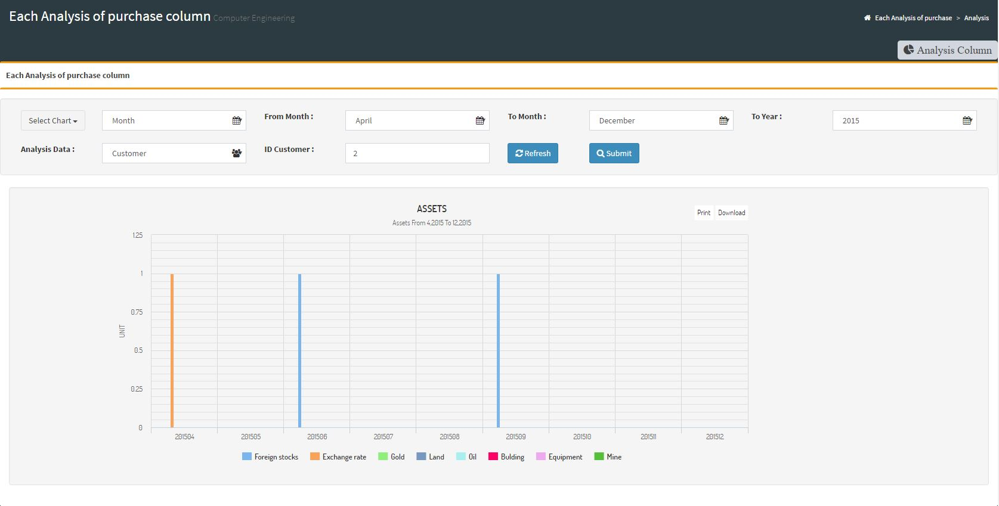 Each Analysis of purchase column Computer Engineering
Each Analysis of purchase > Analysis
Analysis Column
Each Analysis of purchase column
Select Chart
Month
From Month :
April
To Month :
December
To Year :
2015
Analysis Data :
Customer
ID Customer :
2
Refresh
Submit
ASSETS
Assets From 4,2015 To 12,2015
Print
Download
1.25
1
0.75
0.5
0.25
0
UNIT
201504 201505 201506 201507 201508 201509 201510 201511 201512
Foreign stocks Exchange rate Gold Land Oil Bulding Equipment Mine